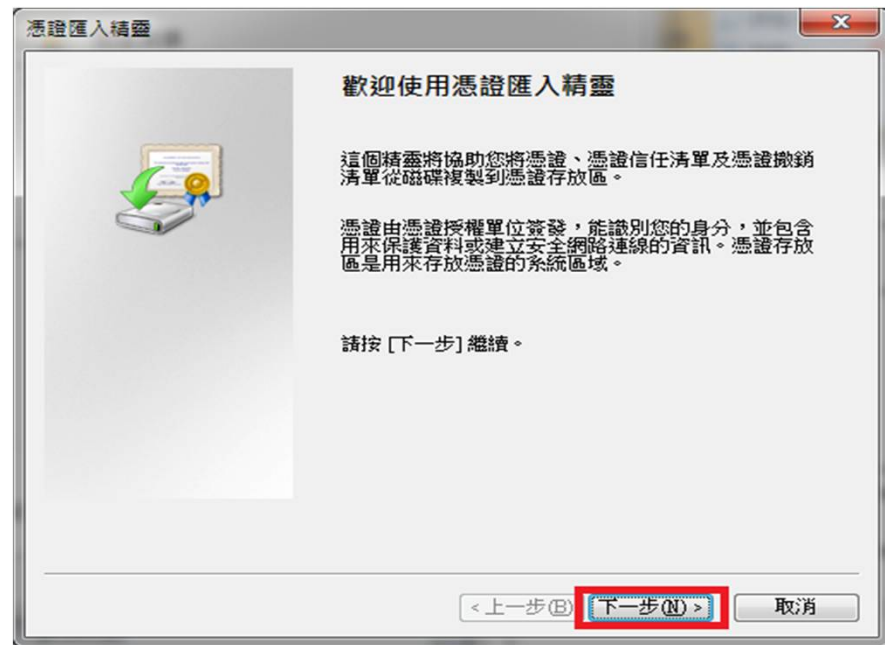 憑證匯入精靈
歡迎使用憑證匯入精靈
這個精靈將協助您將憑證、憑證信任清單及憑證撤銷
清單從磁碟複製到憑證存放區。
憑證由憑證授權單位簽發，能識別您的身分，並包含
用來保護資料或建立安全網路連線的資訊。憑證存放
區是用來存放憑證的系統區域。
請按 [下一步] 繼續。
< 上一步(B) 下一步(N) > 取消